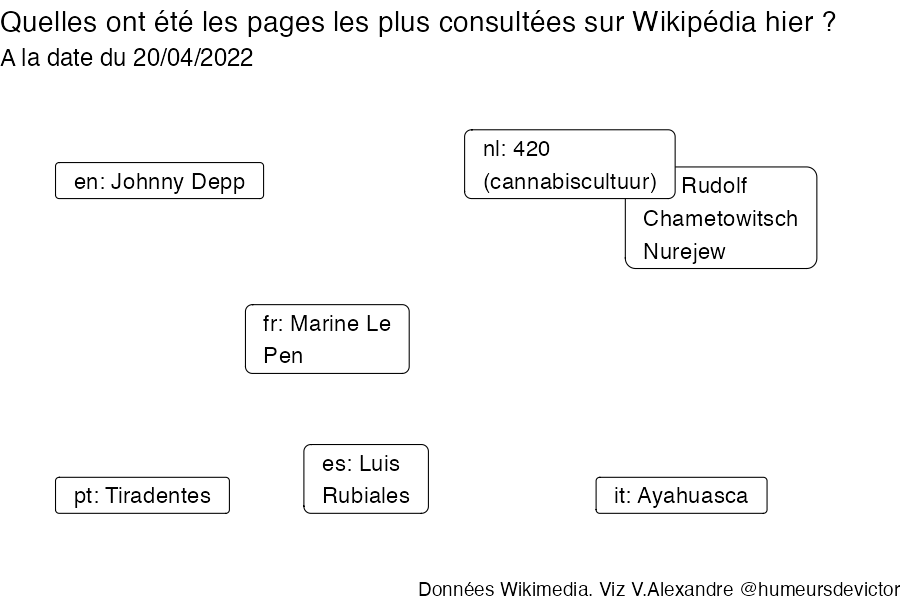 Quelles ont été les pages les plus consultées sur Wikipédia hier ?
A la date du 20/04/2022
en: Johnny Depp
nl: 420
(cannabiscultuur)
Rudolf
Chametowitsch
Nurejew
fr: Marine Le
Pen
es: Luis
Rubiales
pt: Tiradentes
it: Ayahuasca
Données Wikimedia. Viz V.Alexandre @humeursdevictor